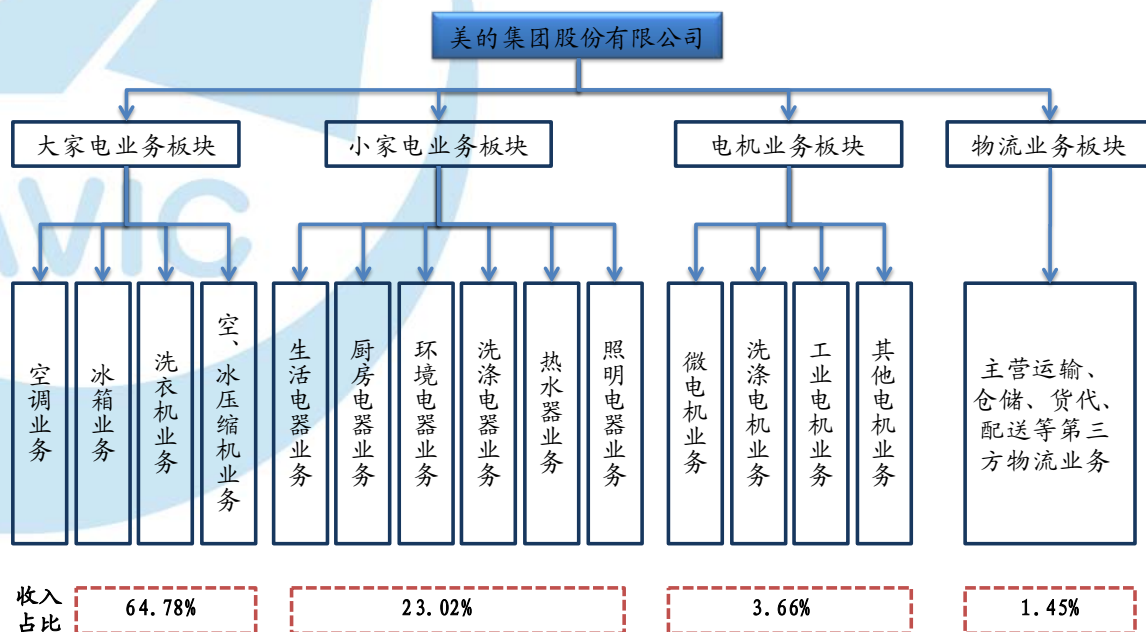 美的集团股份有限公司
大家电业务板块
小家电业务板块
电机业务板块
物流业务板块
空调业务
冰箱业务
洗衣机业务
空、冰压缩机业务
生活电器业务
厨房电器业务
环境电器业务
洗涤电器业务
热水器业务
照明电器业务
微电机业务
洗涤电机业务
工业电机业务
其他电机业务
主营运输、
仓储、货代、
配送等第三
方物流业务
收入
占比
64.78%
23.02%
3.66%
1.45%
AVIC